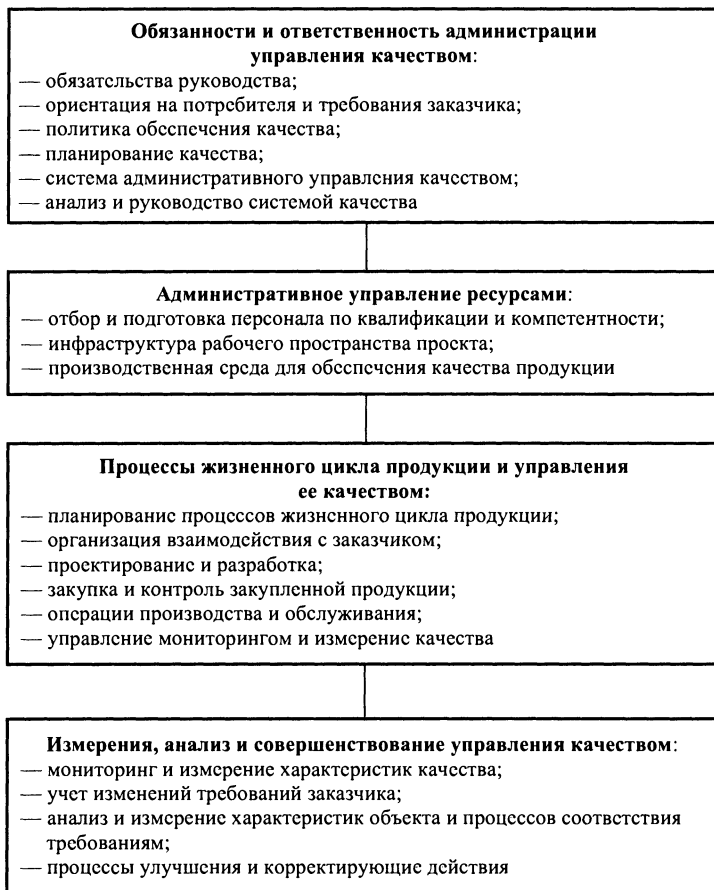 Обязанности и ответственность администрации
управления качеством:
— обязательства руководства;
— ориентация на потребителя и требования заказчика;
— политика обеспечения качества;
— планирование качества;
— система административного управления качеством;
— анализ и руководство системой качества
Административное управление ресурсами:
— отбор и подготовка персонала по квалификации и компетентности;
— инфраструктура рабочего пространства проекта;
— производственная среда для обеспечения качества продукции
Процессы жизненного цикла продукции и управления
ее качеством:
— планирование процессов жизненного цикла продукции;
— организация взаимодействия с заказчиком;
— проектирование и разработка;
— закупка и контроль закупленной продукции;
— операции производства и обслуживания;
— управление мониторингом и измерение качества
Измерения, анализ и совершенствование управления качеством:
— мониторинг и измерение характеристик качества;
— учет изменений требований заказчика;
— анализ и измерение характеристик объекта и процессов соответствия
требованиям;
— процессы улучшения и корректирующие действия